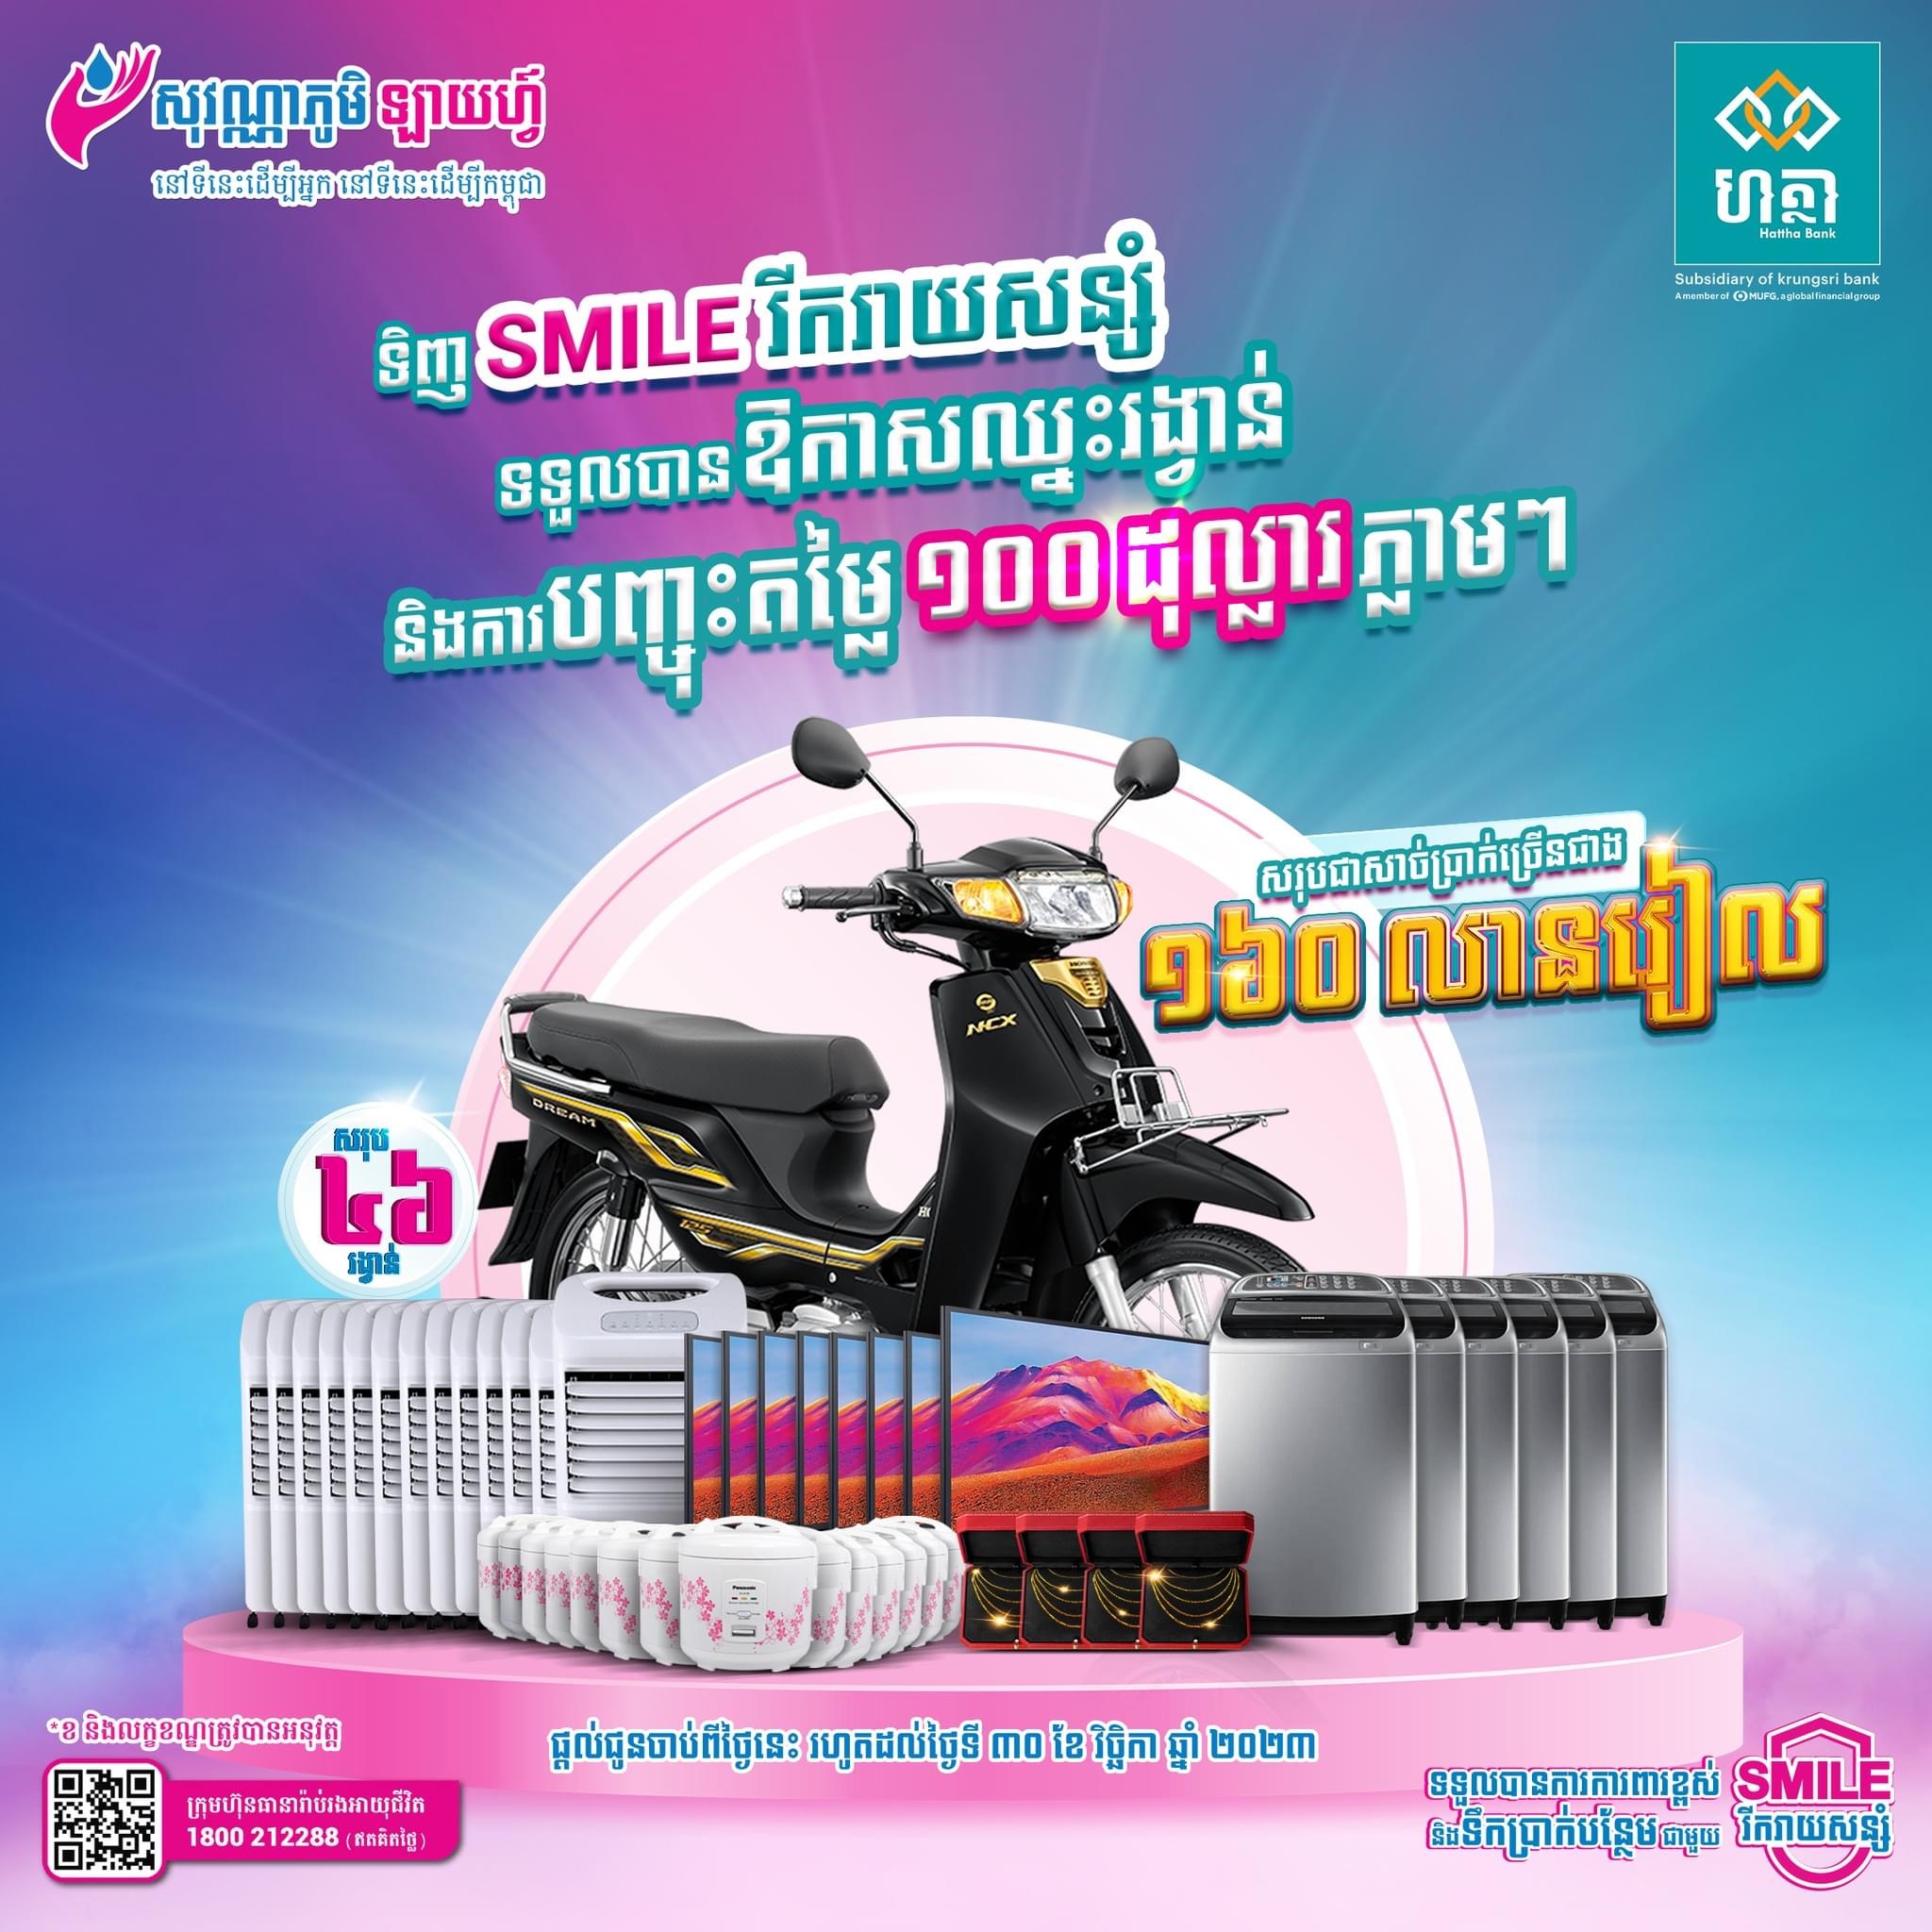 សុវណ្ណភូមិ ឡាយហ្វ៍
នៅទីនេះដើម្បីអ្នក នៅទីនេះដើម្បីកម្ពុជា
ហត្ថា
Hattha Bank
Subsidiary of krungsri bank
A member of MUFG, a global financial group
ទិញ SMILE រីករាយសន្សំ
ទទួលបាន ឱកាសឈ្នះរង្វាន់
និងការបញ្ចុះតម្លៃ ១០០ ដុល្លារ ភ្លាមៗ
សរុបជាសាច់ប្រាក់ច្រើនជាង
១៦០ លានរៀល
HONDA
NCX
DREAM
125
សរុប
៤៦
រង្វាន់
SAMSUNG
Panasonic
*ខ និងលក្ខខណ្ឌត្រូវបានអនុវត្ត
ផ្តល់ជូនចាប់ពីថ្ងៃនេះ រហូតដល់ថ្ងៃទី ៣០ ខែ វិច្ឆិកា ឆ្នាំ ២០២៣
ក្រុមហ៊ុនធានារ៉ាប់រងអាយុជីវិត
1800 212288 (ឥតគិតថ្លៃ)
ទទួលបានការការពារខ្ពស់
និងទឹកប្រាក់បន្ថែម ជាមួយ
SMILE
រីករាយសន្សំ